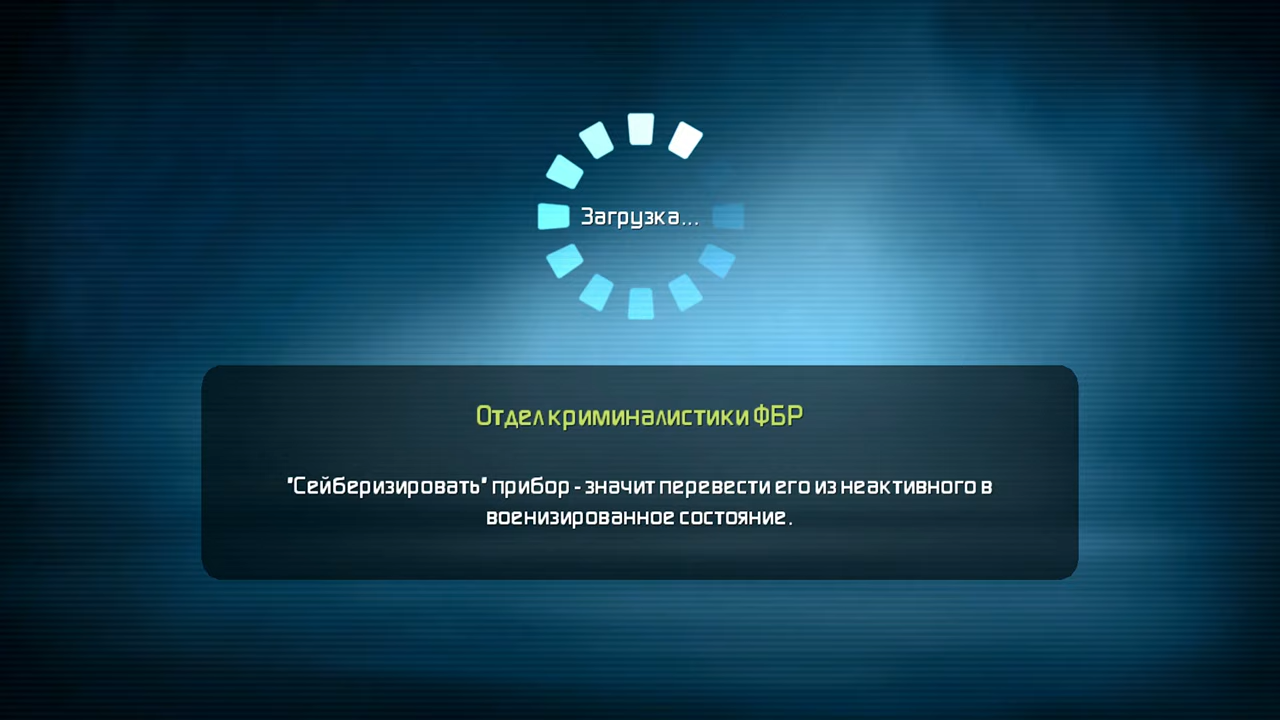 Загрузка...
Отдел криминалистики ФБР
"Сейберизировать" прибор - значит перевести его из неактивного в
военизированное состояние.